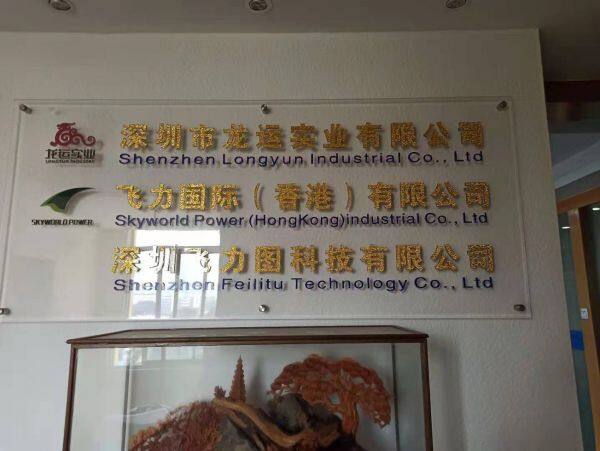 龙运实业
深圳市龙运实业有限公司
Shenzhen Longyun Industrial Co., Ltd
飞力国际（香港）有限公司
SKYWORLD POWER
Skyworld Power (HongKong)industrial Co., Ltd
深圳飞力图科技有限公司
Shenzhen Feilitu Technology Co., Ltd